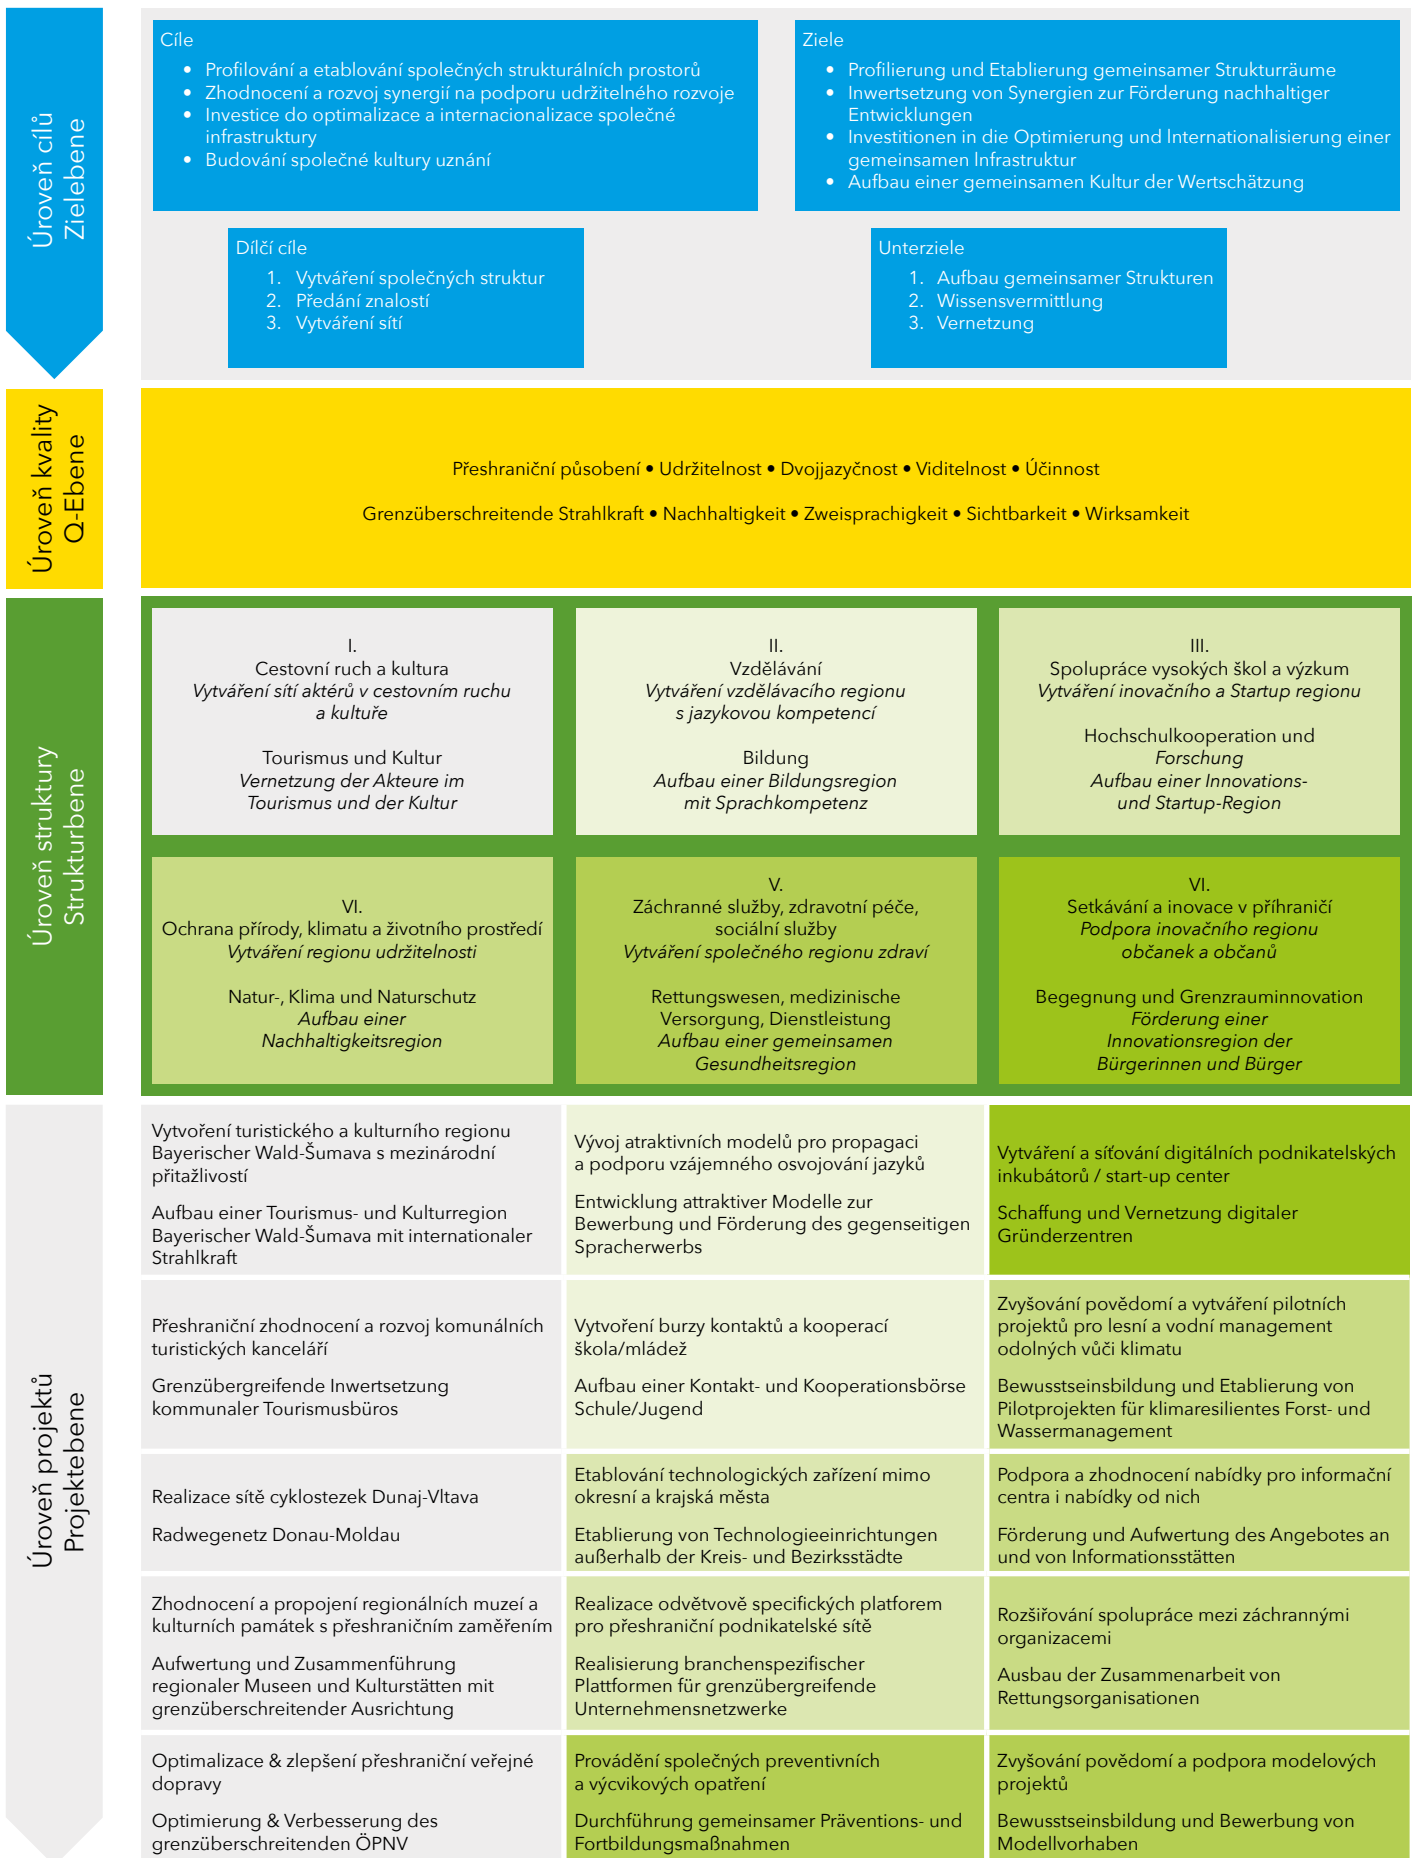 Úroveň cílů
Zielebene
Cíle
• Profilování a etablování společných strukturálních prostorů
• Zhodnocení a rozvoj synergií na podporu udržitelného rozvoje
• Investice do optimalizace a internacionalizace společné
infrastruktury
• Budování společné kultury uznání
Ziele
• Profilierung und Etablierung gemeinsamer Strukturräume
• Inwertsetzung von Synergien zur Förderung nachhaltiger
Entwicklungen
• Investitionen in die Optimierung und Internationalisierung einer
gemeinsamen Infrastruktur
• Aufbau einer gemeinsamen Kultur der Wertschätzung
Dílčí cíle
1. Vytváření společných struktur
2. Předání znalostí
3. Vytváření sítí
Unterziele
1. Aufbau gemeinsamer Strukturen
2. Wissensvermittlung
3. Vernetzung
Úroveň kvality
Q-Ebene
Přeshraniční působení • Udržitelnost • Dvojjazyčnost • Viditelnost • Účinnost
Grenzüberschreitende Strahlkraft • Nachhaltigkeit • Zweisprachigkeit • Sichtbarkeit • Wirksamkeit
Úroveň struktury
Strukturbene
I.
Cestovní ruch a kultura
Vytváření sítí aktérů v cestovním ruchu
a kultuře
Tourismus und Kultur
Vernetzung der Akteure im
Tourismus und der Kultur
II.
Vzdělávání
Vytváření vzdělávacího regionu
s jazykovou kompetencí
Bildung
Aufbau einer Bildungsregion
mit Sprachkompetenz
III.
Spolupráce vysokých škol a výzkum
Vytváření inovačního a Startup regionu
Hochschulkooperation und
Forschung
Aufbau einer Innovations-
und Startup-Region
VI.
Ochrana přírody, klimatu a životního prostředí
Vytváření regionu udržitelnosti
Natur-, Klima und Naturschutz
Aufbau einer
Nachhaltigkeitsregion
V.
Záchranné služby, zdravotní péče,
sociální služby
Vytváření společného regionu zdraví
Rettungswesen, medizinische
Versorgung, Dienstleistung
Aufbau einer gemeinsamen
Gesundheitsregion
VI.
Setkávání a inovace v příhraničí
Podpora inovačního regionu
občanek a občanů
Begegnung und Grenzrauminnovation
Förderung einer
Innovationsregion der
Bürgerinnen und Bürger
Úroveň projektů
Projektebene
Vytvoření turistického a kulturního regionu
Bayerischer Wald-Šumava s mezinárodní
přitažlivostí
Aufbau einer Tourismus- und Kulturregion
Bayerischer Wald-Šumava mit internationaler
Strahlkraft
Vývoj atraktivních modelů pro propagaci
a podporu vzájemného osvojování jazyků
Entwicklung attraktiver Modelle zur
Bewerbung und Förderung des gegenseitigen
Spracherwerbs
Vytváření a síťování digitálních podnikatelských
inkubátorů / start-up center
Schaffung und Vernetzung digitaler
Gründerzentren
Přeshraniční zhodnocení a rozvoj komunálních
turistických kanceláří
Grenzübergreifende Inwertsetzung
kommunaler Tourismusbüros
Vytvoření burzy kontaktů a kooperací
škola/mládež
Aufbau einer Kontakt- und Kooperationsbörse
Schule/Jugend
Zvyšování povědomí a vytváření pilotních
projektů pro lesní a vodní management
odolných vůči klimatu
Bewusstseinsbildung und Etablierung von
Pilotprojekten für klimaresilientes Forst- und
Wassermanagement
Realizace sítě cyklostezek Dunaj-Vltava
Radwegenetz Donau-Moldau
Etablování technologických zařízení mimo
okresní a krajská města
Etablierung von Technologieeinrichtungen
außerhalb der Kreis- und Bezirksstädte
Podpora a zhodnocení nabídky pro informační
centra i nabídky od nich
Förderung und Aufwertung des Angebotes an
und von Informationsstätten
Zhodnocení a propojení regionálních muzeí a
kulturních památek s přeshraničním zaměřením
Aufwertung und Zusammenführung
regionaler Museen und Kulturstätten mit
grenzüberschreitender Ausrichtung
Realizace odvětvově specifických platforem
pro přeshraniční podnikatelské sítě
Realisierung branchenspezifischer
Plattformen für grenzübergreifende
Unternehmensnetzwerke
Rozšiřování spolupráce mezi záchrannými
organizacemi
Ausbau der Zusammenarbeit von
Rettungsorganisationen
Optimalizace & zlepšení přeshraniční veřejné
dopravy
Optimierung & Verbesserung des
grenzüberschreitenden ÖPNV
Provádění společných preventivních
a výcvikových opatření
Durchführung gemeinsamer Präventions- und
Fortbildungsmaßnahmen
Zvyšování povědomí a podpora modelových
projektů
Bewusstseinsbildung und Bewerbung von
Modellvorhaben